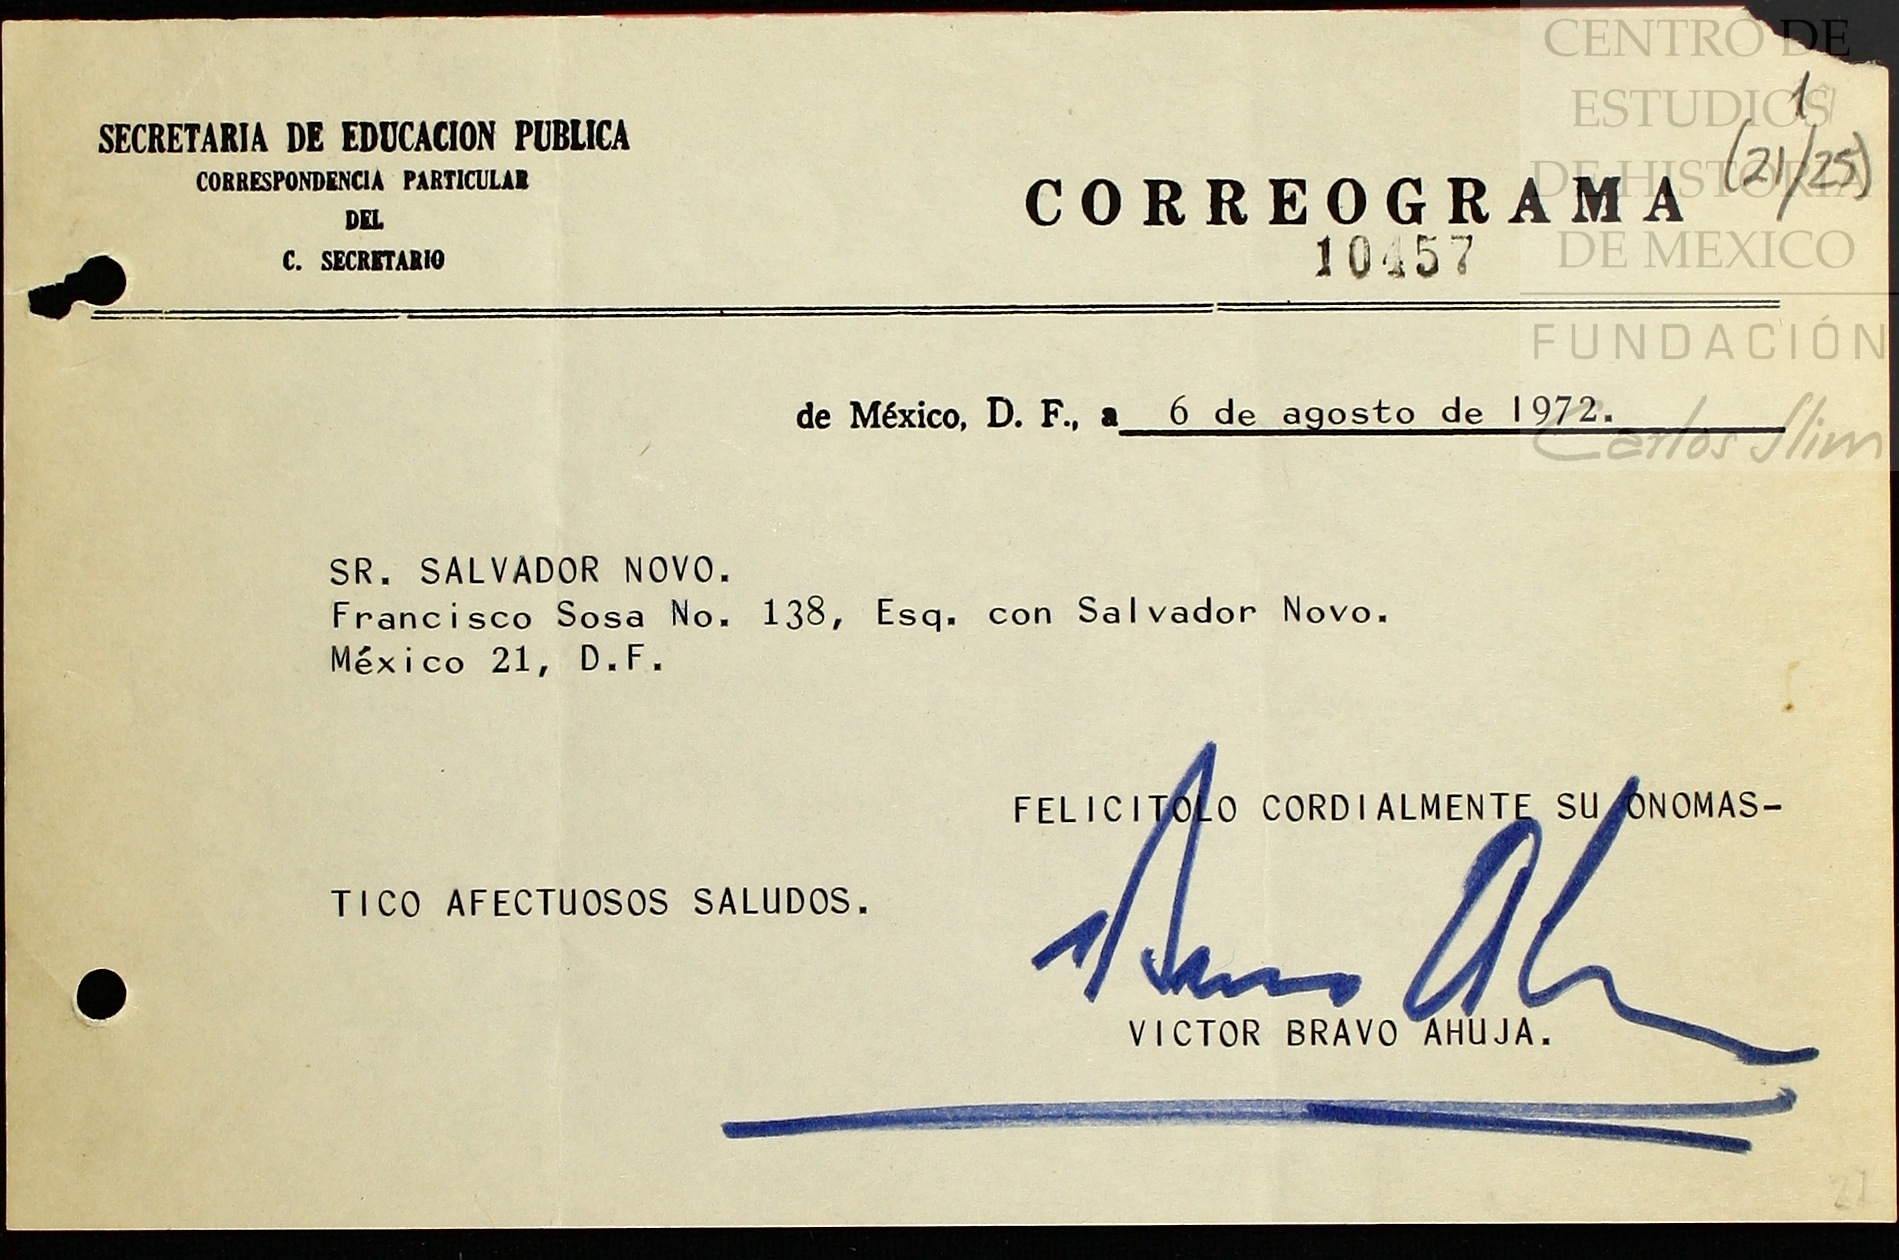 CENTRO DE
ESTUDIOS
DE HISTORIA
DE MEXICO
FUNDACIÓN
Carlos Slim
1
(21/25)
SECRETARIA DE EDUCACION PUBLICA
CORRESPONDENCIA PARTICULAR
DEL
C. SECRETARIO
CORREOGRAMA
10457
de México, D. F., a 6 de agosto de 1972.
SR. SALVADOR NOVO.
Francisco Sosa No. 138, Esq. con Salvador Novo.
México 21, D.F.
FELICITOLO CORDIALMENTE SU ONOMAS-
TICO AFECTUOSOS SALUDOS.
VICTOR BRAVO AHUJA.